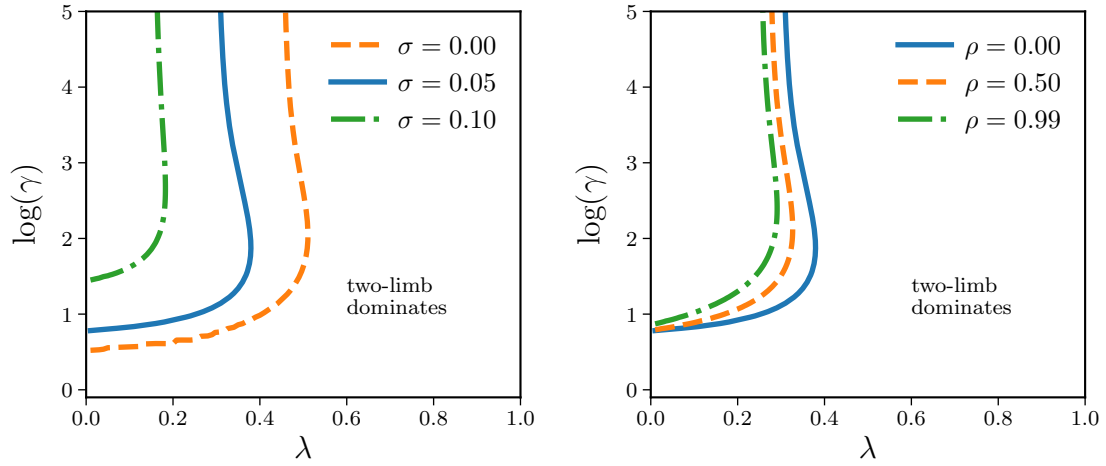 5
4
3
2
1
0
log(γ)
σ = 0.00
σ = 0.05
σ = 0.10
two-limb
dominates
0.0 0.2 0.4 0.6 0.8 1.0
λ
5
4
3
2
1
0
log(γ)
ρ = 0.00
ρ = 0.50
ρ = 0.99
two-limb
dominates
0.0 0.2 0.4 0.6 0.8 1.0
λ